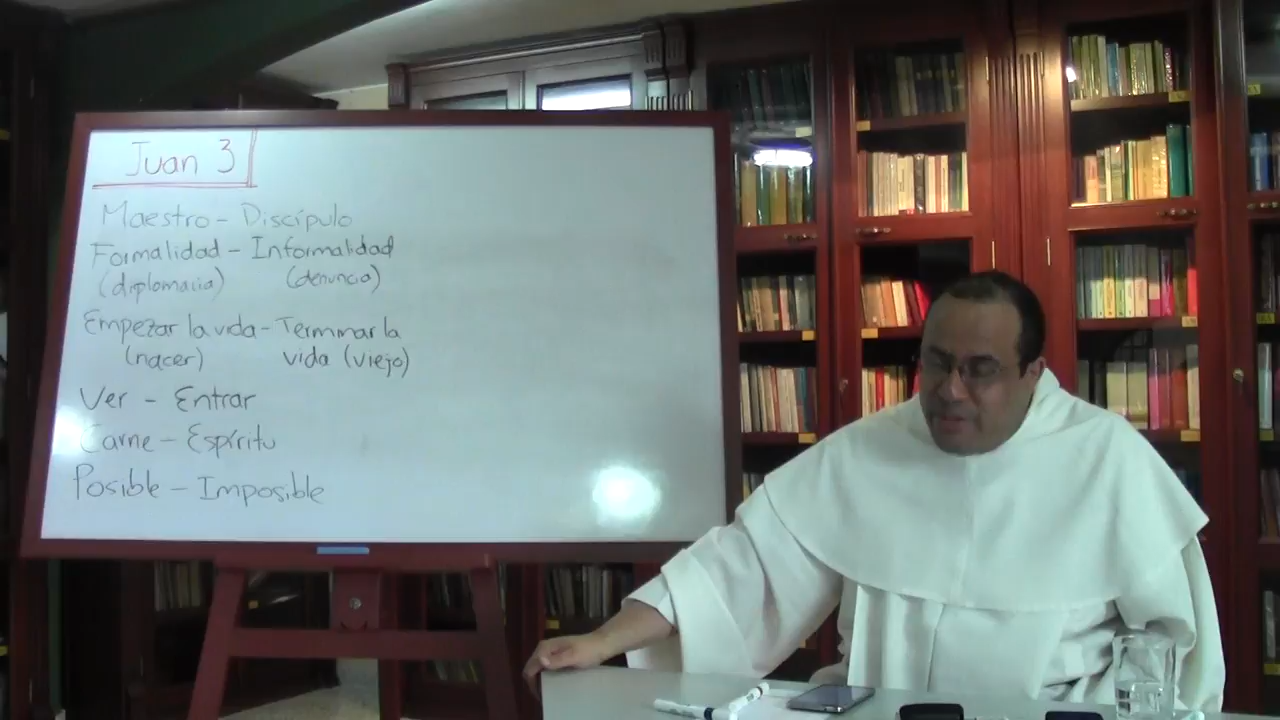 Juan 3
Maestro - Discípulo
Formalidad - Informalidad
(diplomacia) (denuncia)
Empezar la vida - Terminar la
(nacer) vida (viejo)
Ver - Entrar
Carne - Espíritu
Posible - Imposible